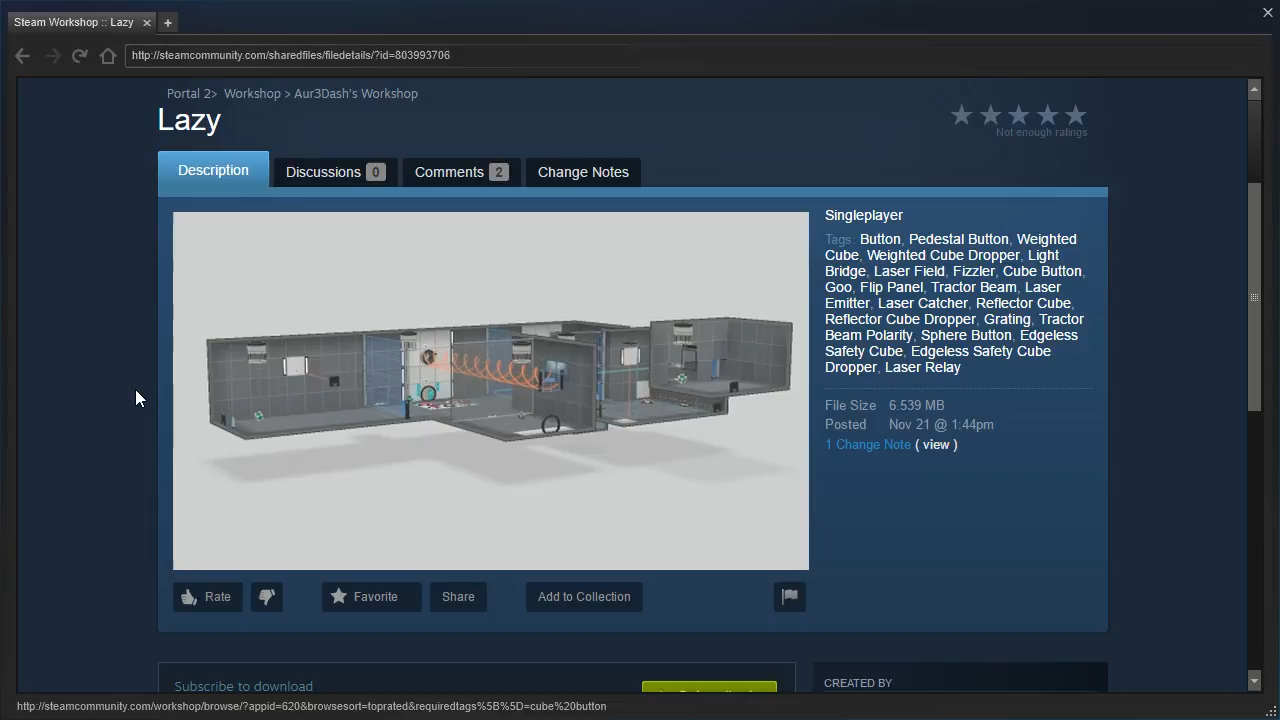 Steam Workshop :: Lazy
http://steamcommunity.com/sharedfiles/filedetails/?id=803993706
Portal 2> Workshop > Aur3Dash's Workshop
Lazy
Not enough ratings
Description Discussions 0 Comments 2 Change Notes
Singleplayer
Tags: Button, Pedestal Button, Weighted
Cube, Weighted Cube Dropper, Light
Bridge, Laser Field, Fizzler, Cube Button,
Goo, Flip Panel, Tractor Beam, Laser
Emitter, Laser Catcher, Reflector Cube,
Reflector Cube Dropper, Grating, Tractor
Beam Polarity, Sphere Button, Edgeless
Safety Cube, Edgeless Safety Cube
Dropper, Laser Relay
File Size 6.539 MB
Posted Nov 21 @ 1:44pm
1 Change Note ( view )
Rate Favorite Share Add to Collection
Subscribe to download
CREATED BY
http://steamcommunity.com/workshop/browse/?appid=620&browsesort=toprated&requiredtags%5B%5D=cube%20button